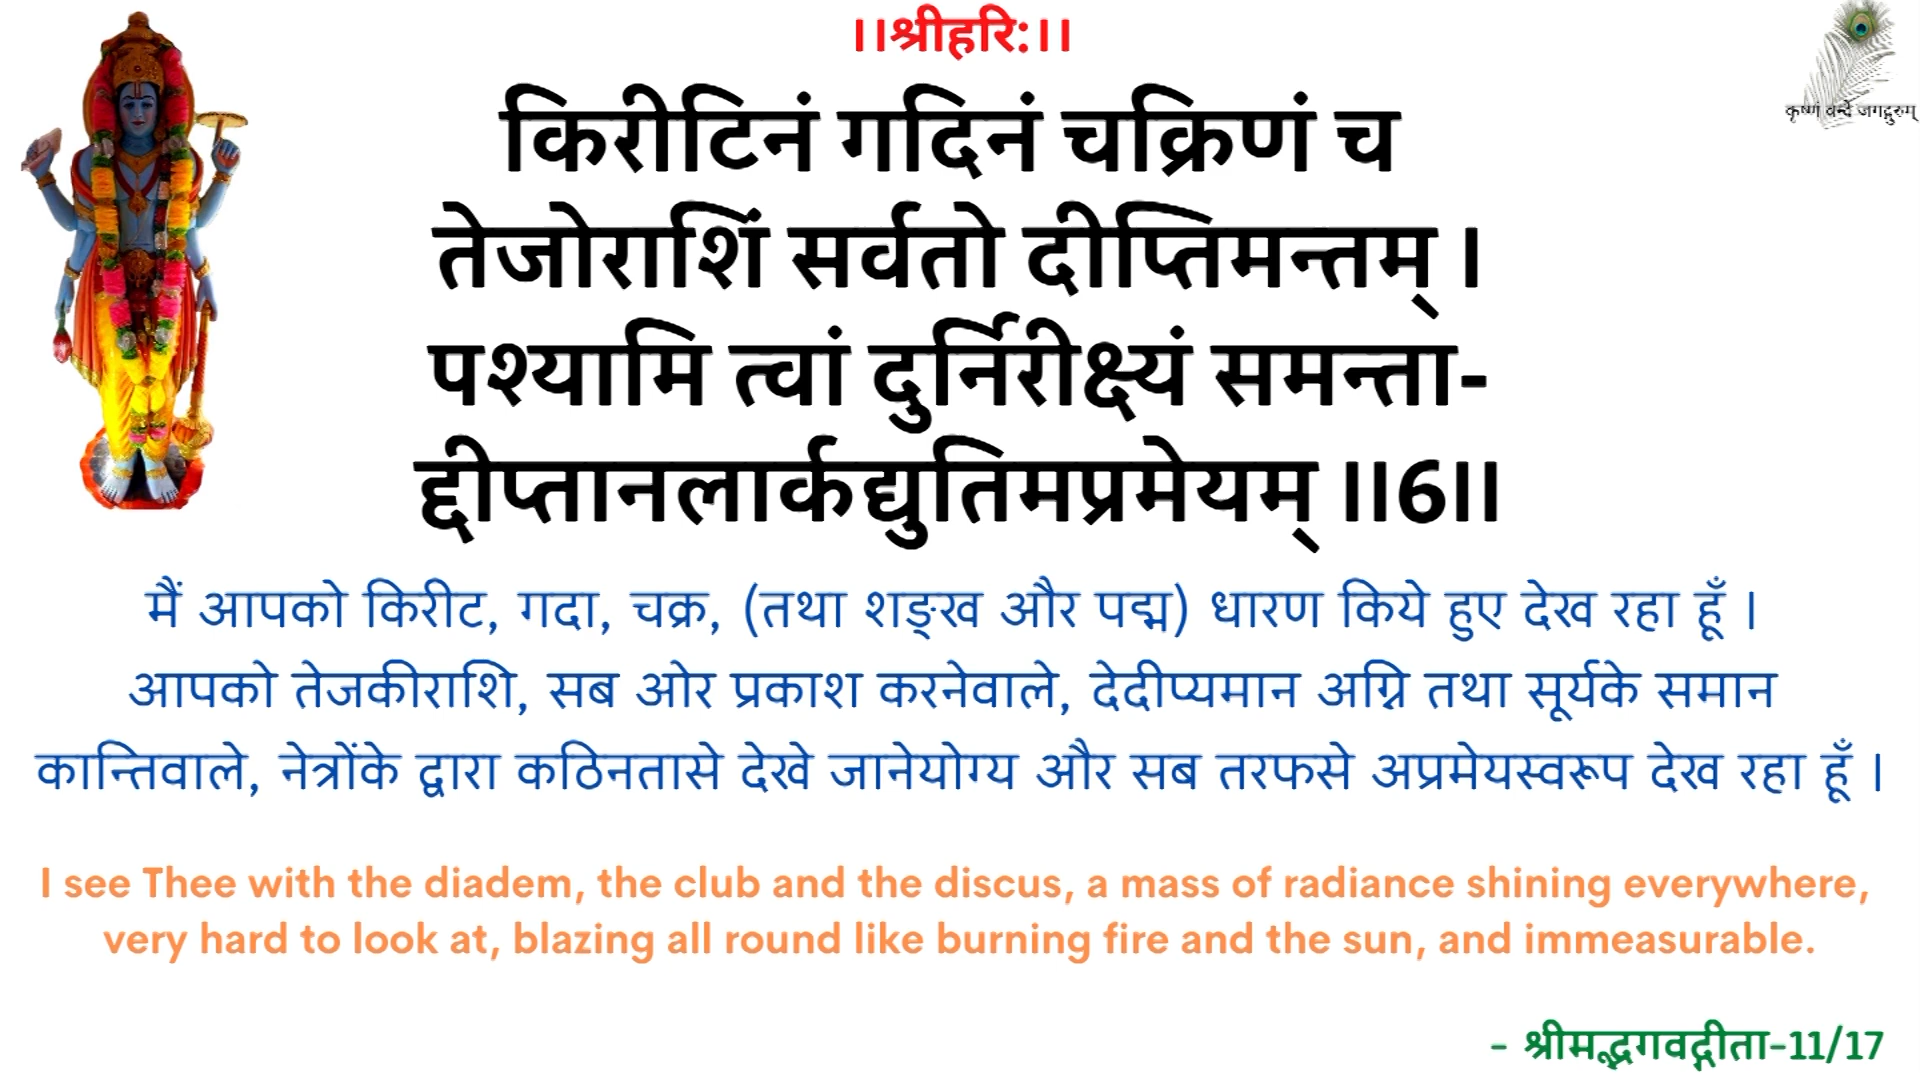 ।।श्रीहरि:।।
कृष्णं वन्दे जगद्गुरुम्
किरीटिनं गदिनं चक्रिणं च
तेजोराशिं सर्वतो दीप्तिमन्तम् ।
पश्यामि त्वां दुर्निरीक्ष्यं समन्ता-
द्दीप्तानलार्कद्युतिमप्रमेयम् ।।6।।
मैं आपको किरीट, गदा, चक्र, (तथा शङ्ख और पद्म) धारण किये हुए देख रहा हूँ ।
आपको तेजकीराशि, सब ओर प्रकाश करनेवाले, देदीप्यमान अग्नि तथा सूर्यके समान
कान्तिवाले, नेत्रोंके द्वारा कठिनतासे देखे जानेयोग्य और सब तरफसे अप्रमेयस्वरूप देख रहा हूँ ।
I see Thee with the diadem, the club and the discus, a mass of radiance shining everywhere,
very hard to look at, blazing all round like burning fire and the sun, and immeasurable.
- श्रीमद्भगवद्गीता-11/17